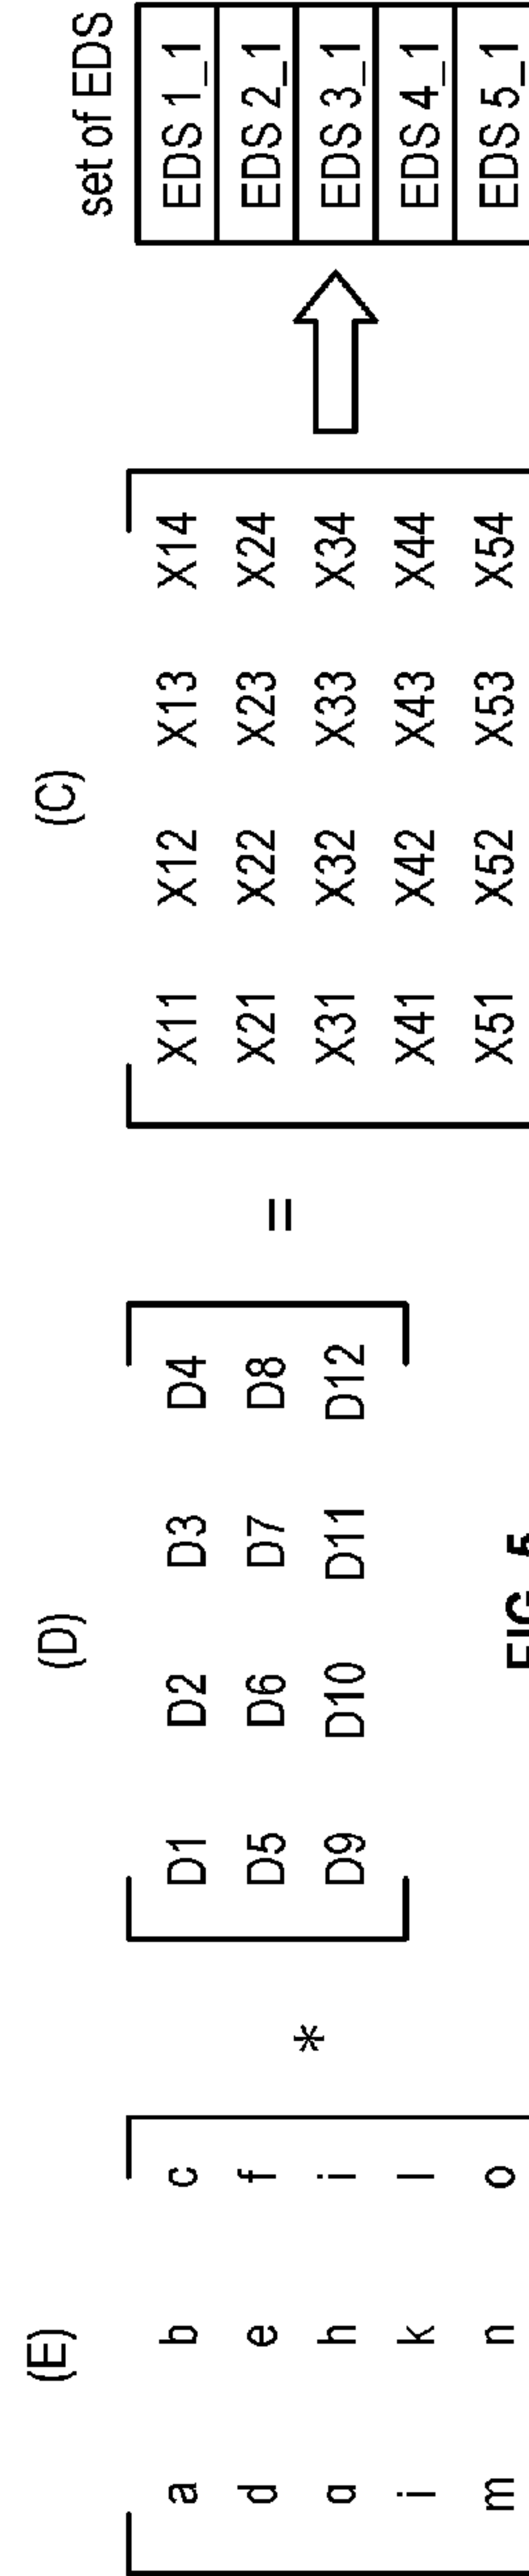 (E) (D) (C) set of EDS
a b c D1 D2 D3 D4 X11 X12 X13 X14 EDS 1_1
d e f * D5 D6 D7 D8 = X21 X22 X23 X24 EDS 2_1
g h i D9 D10 D11 D12 X31 X32 X33 X34 EDS 3_1
j k l X41 X42 X43 X44 EDS 4_1
m n o X51 X52 X53 X54 EDS 5_1
FIG. 5